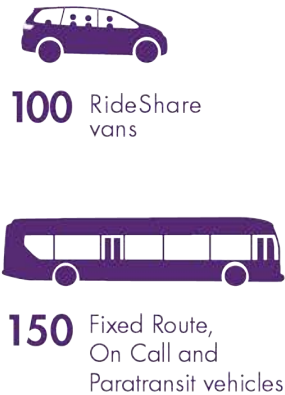 100 RideShare
vans
150 Fixed Route,
On Call and
Paratransit vehicles